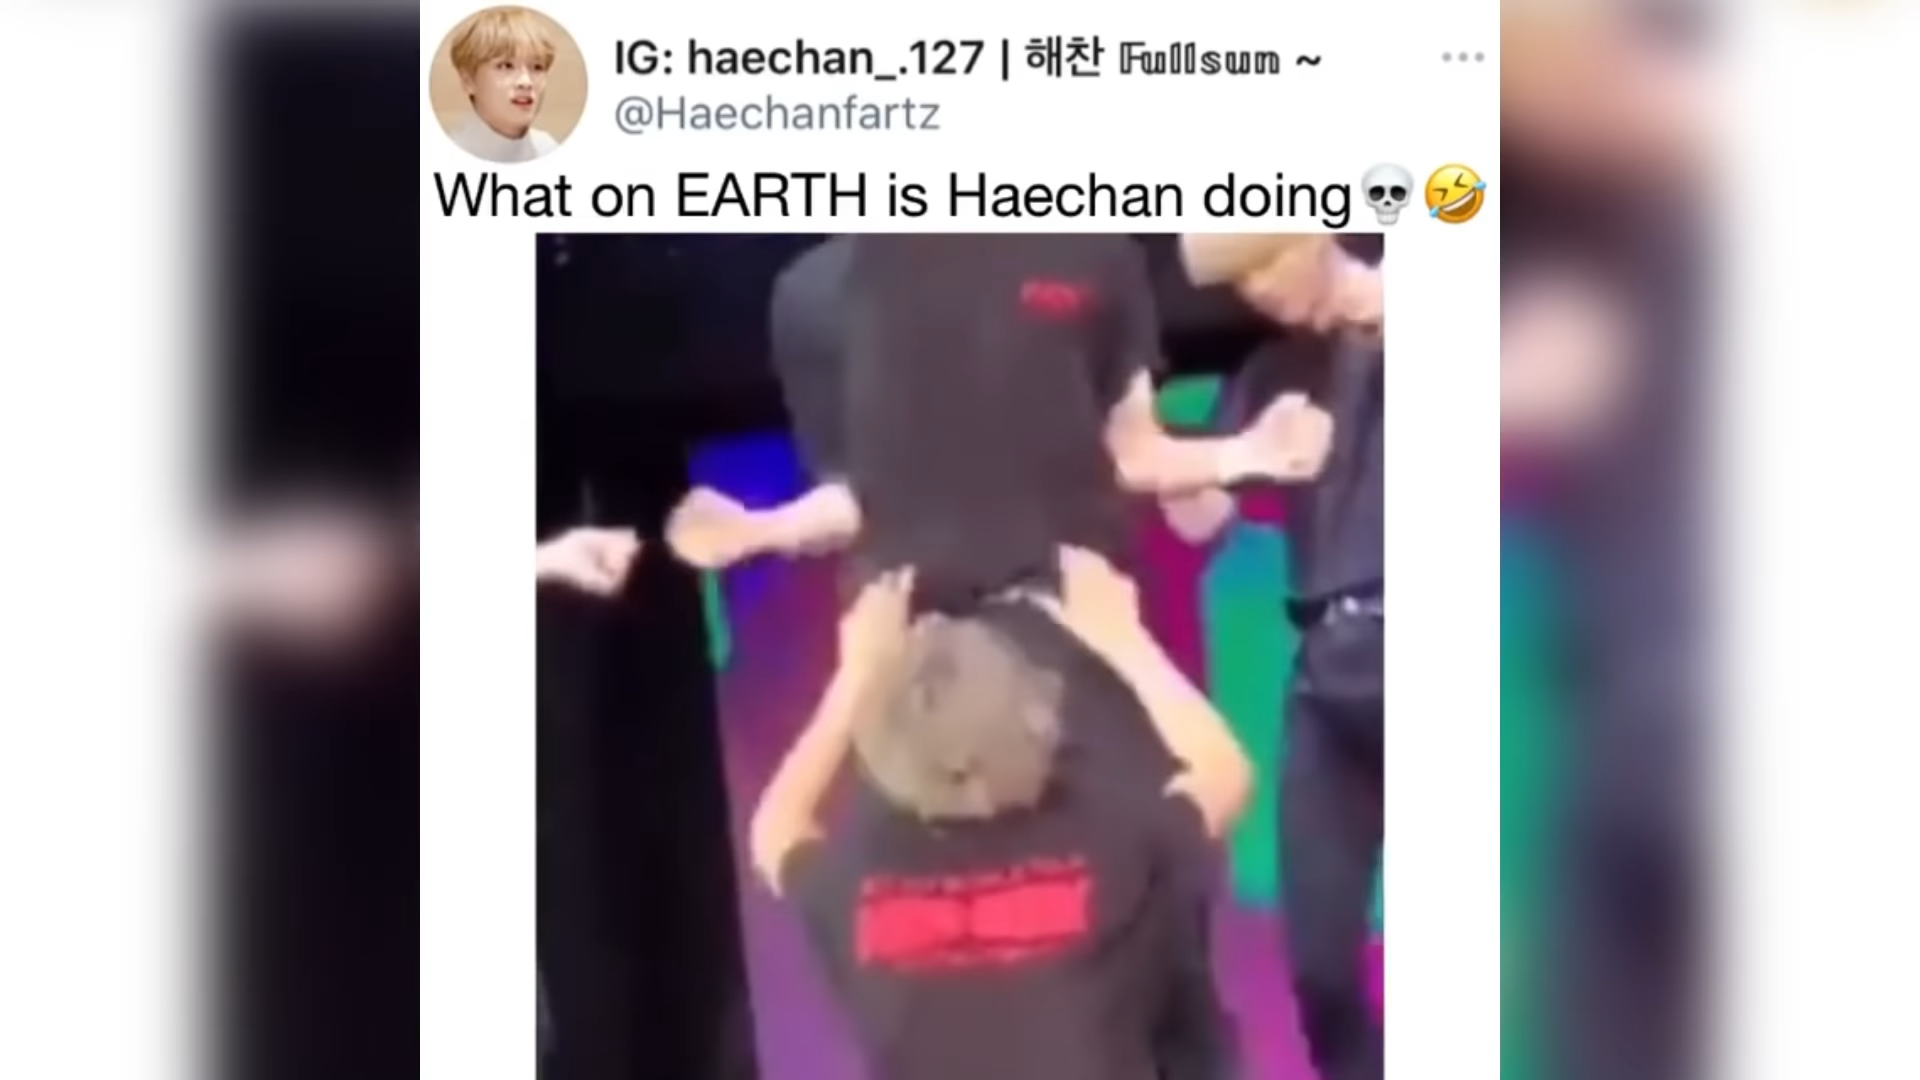 IG: haechan_.127 | 해찬 𝔽𝕦𝕝𝕝𝕤𝕦𝕟 ~
@Haechanfartz
What on EARTH is Haechan doing💀🤣